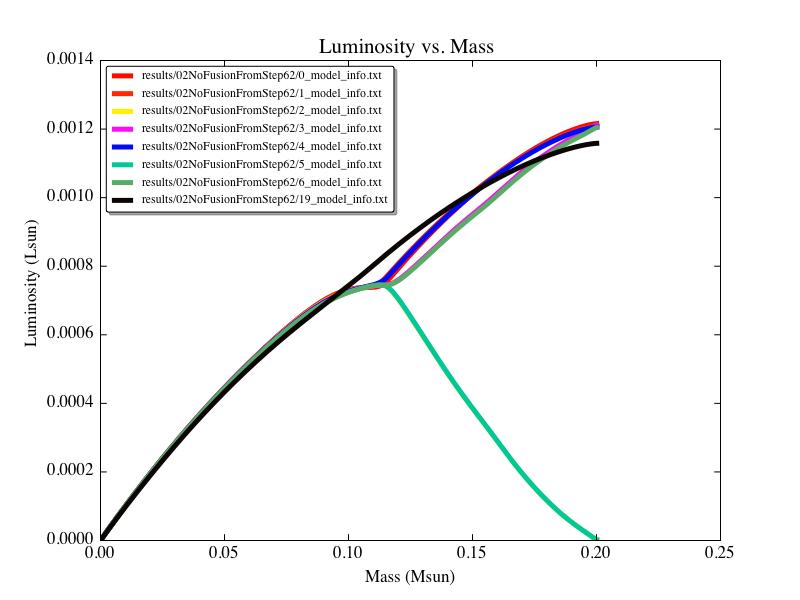 Luminosity vs. Mass
0.0014
0.0012
0.0010
0.0008
0.0006
0.0004
0.0002
0.0000
Luminosity (Lsun)
results/02NoFusionFromStep62/0_model_info.txt
results/02NoFusionFromStep62/1_model_info.txt
results/02NoFusionFromStep62/2_model_info.txt
results/02NoFusionFromStep62/3_model_info.txt
results/02NoFusionFromStep62/4_model_info.txt
results/02NoFusionFromStep62/5_model_info.txt
results/02NoFusionFromStep62/6_model_info.txt
results/02NoFusionFromStep62/19_model_info.txt
0.00 0.05 0.10 0.15 0.20 0.25
Mass (Msun)